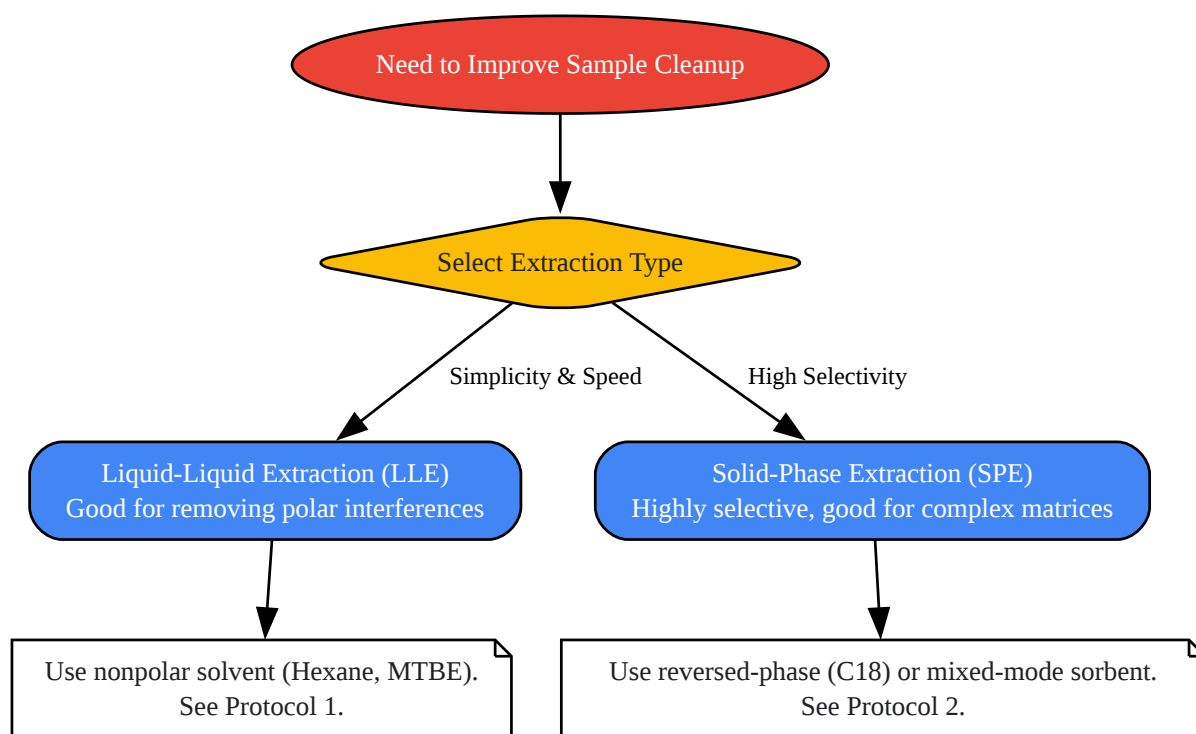 Need to Improve Sample Cleanup
Select Extraction Type
Simplicity & Speed
High Selectivity
Liquid-Liquid Extraction (LLE)
Good for removing polar interferences
Solid-Phase Extraction (SPE)
Highly selective, good for complex matrices
Use nonpolar solvent (Hexane, MTBE).
See Protocol 1.
Use reversed-phase (C18) or mixed-mode sorbent.
See Protocol 2.